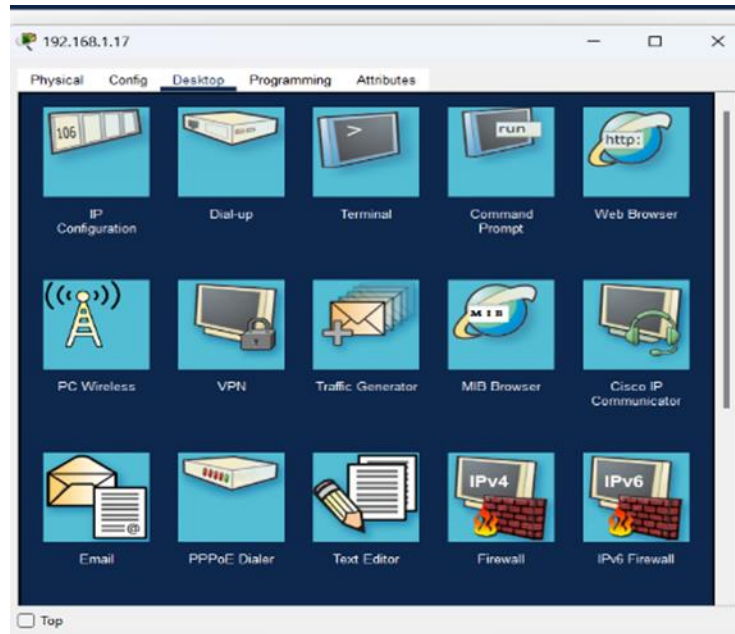 192.168.1.17
Physical Config Desktop Programming Attributes
106
>
run
http:
IP Configuration
Dial-up
Terminal
Command Prompt
Web Browser
PC Wireless
VPN
MIB
Traffic Generator
MIB Browser
Cisco IP Communicator
@
IPv4
IPv6
Email
PPPoE Dialer
Text Editor
Firewall
IPv6 Firewall
Top